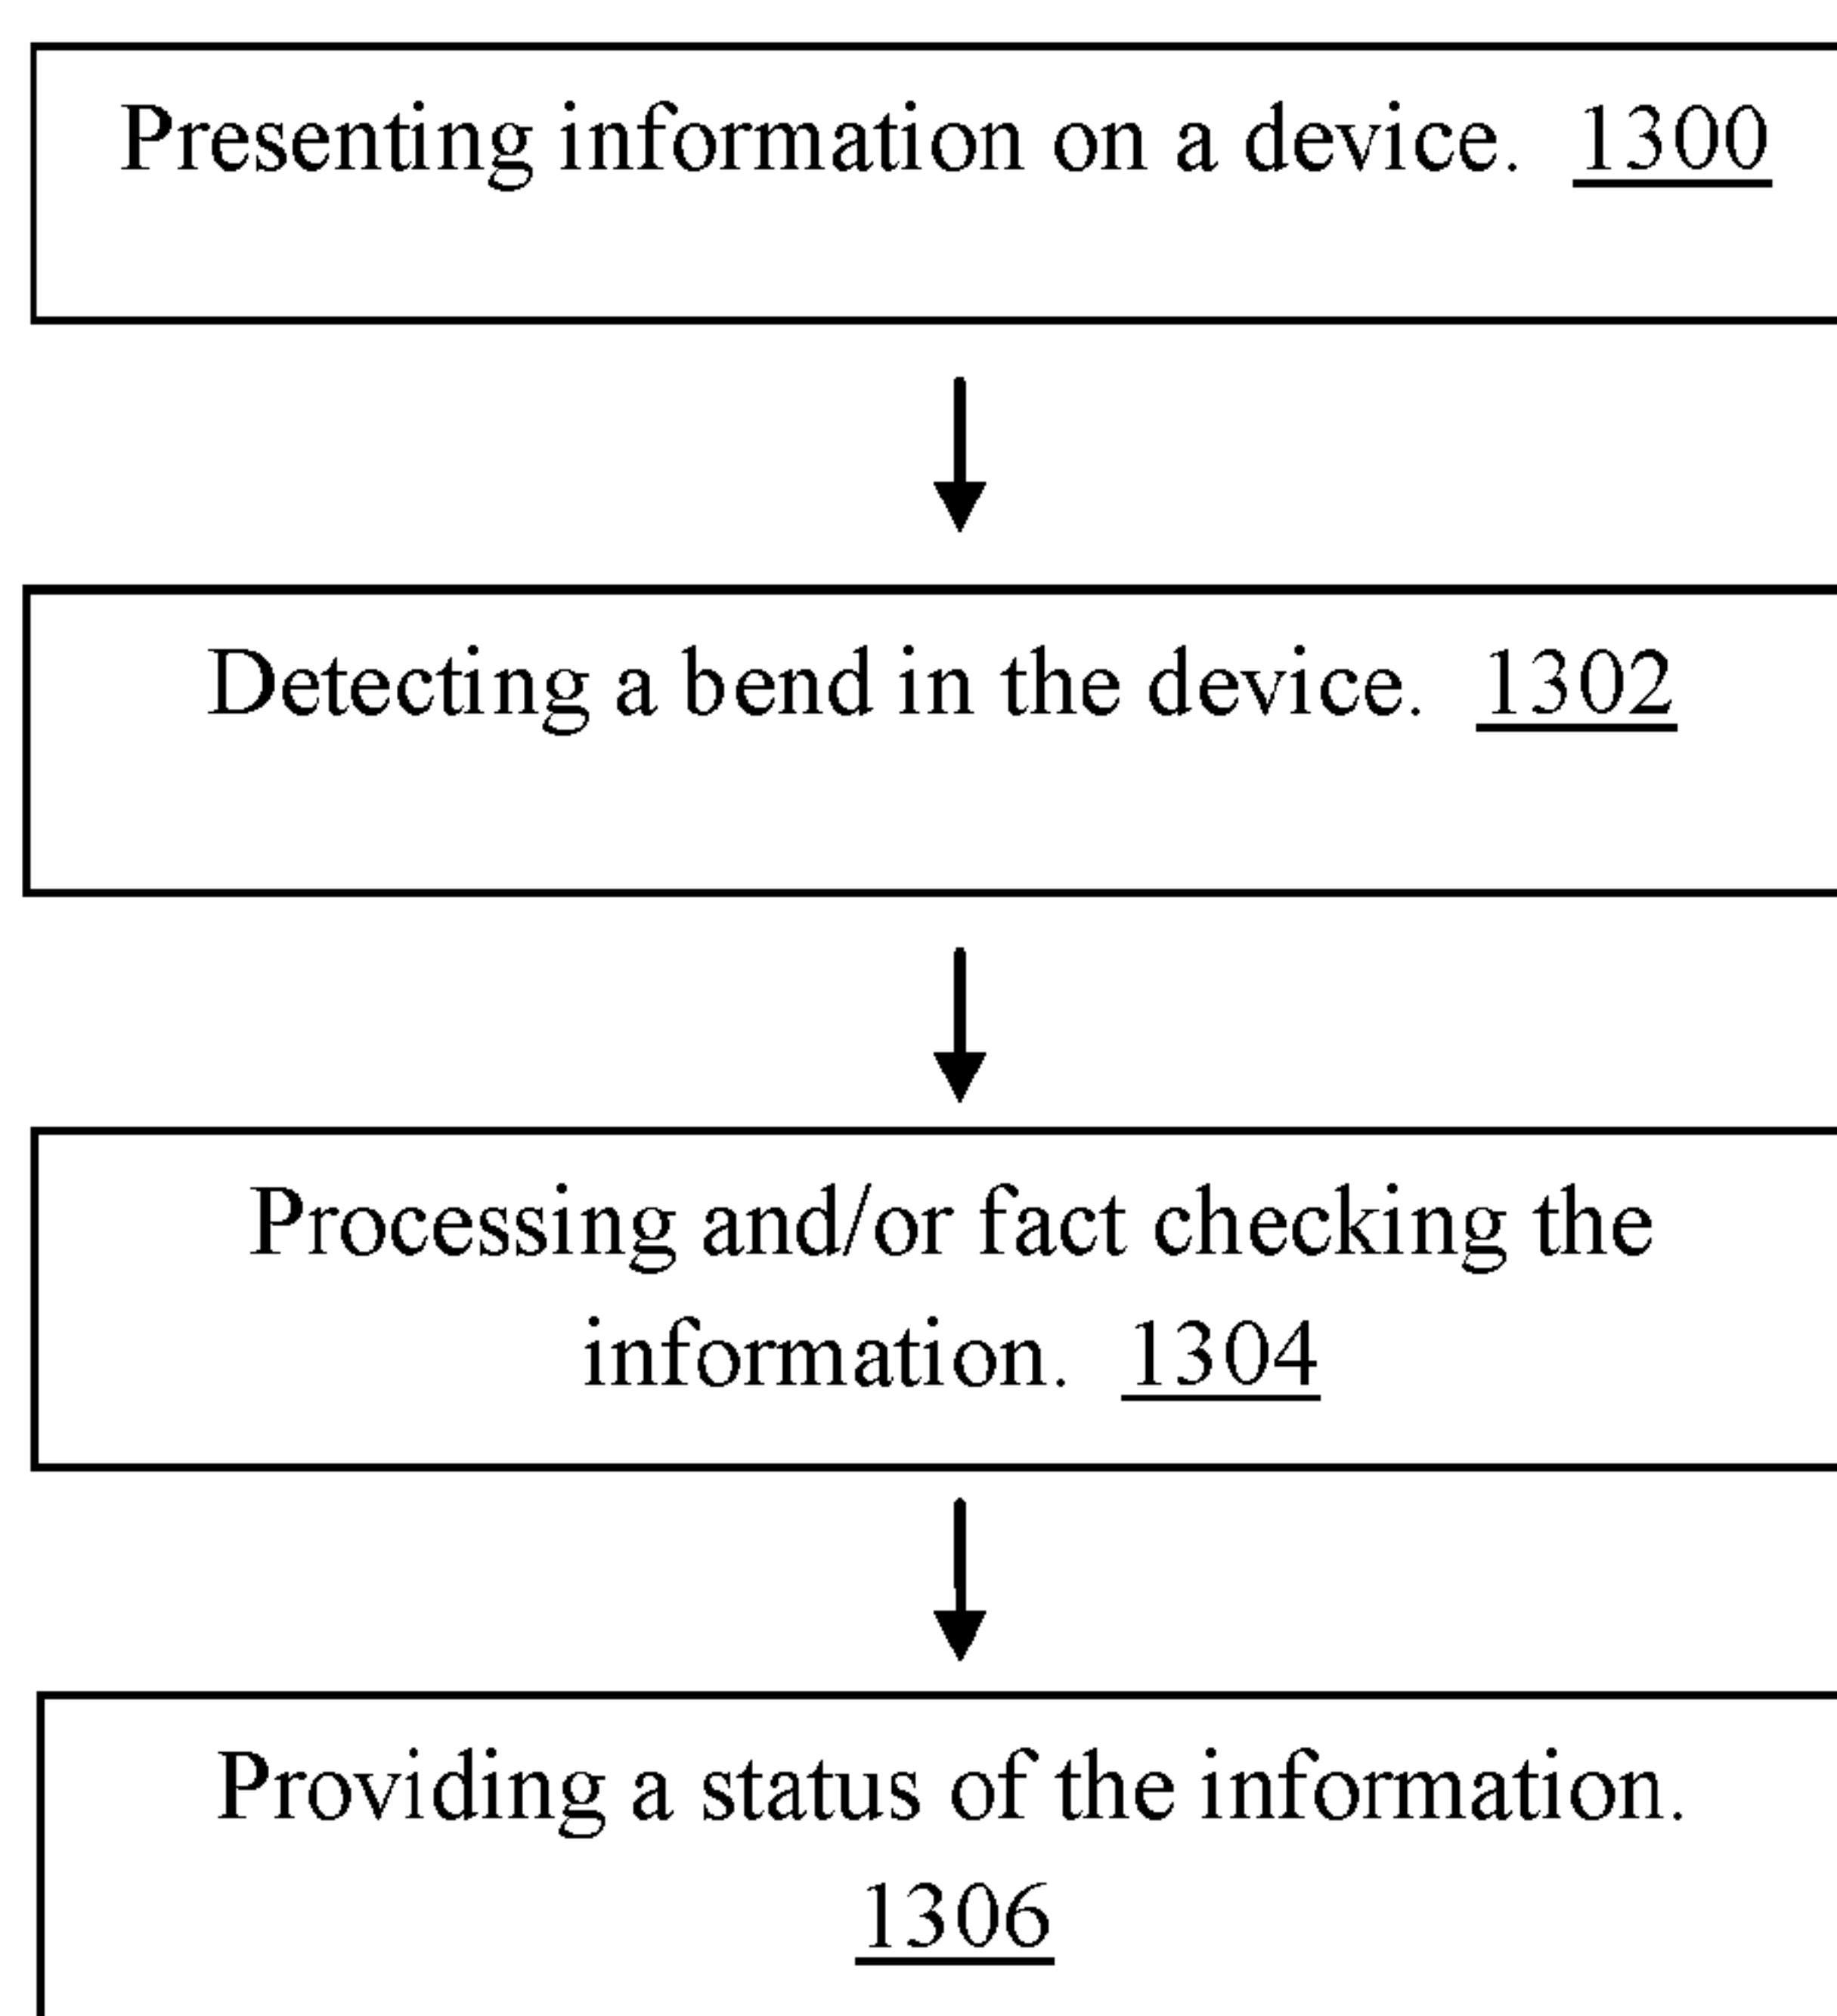 Presenting information on a device. 1300
Detecting a bend in the device. 1302
Processing and/or fact checking the
information. 1304
Providing a status of the information.
1306